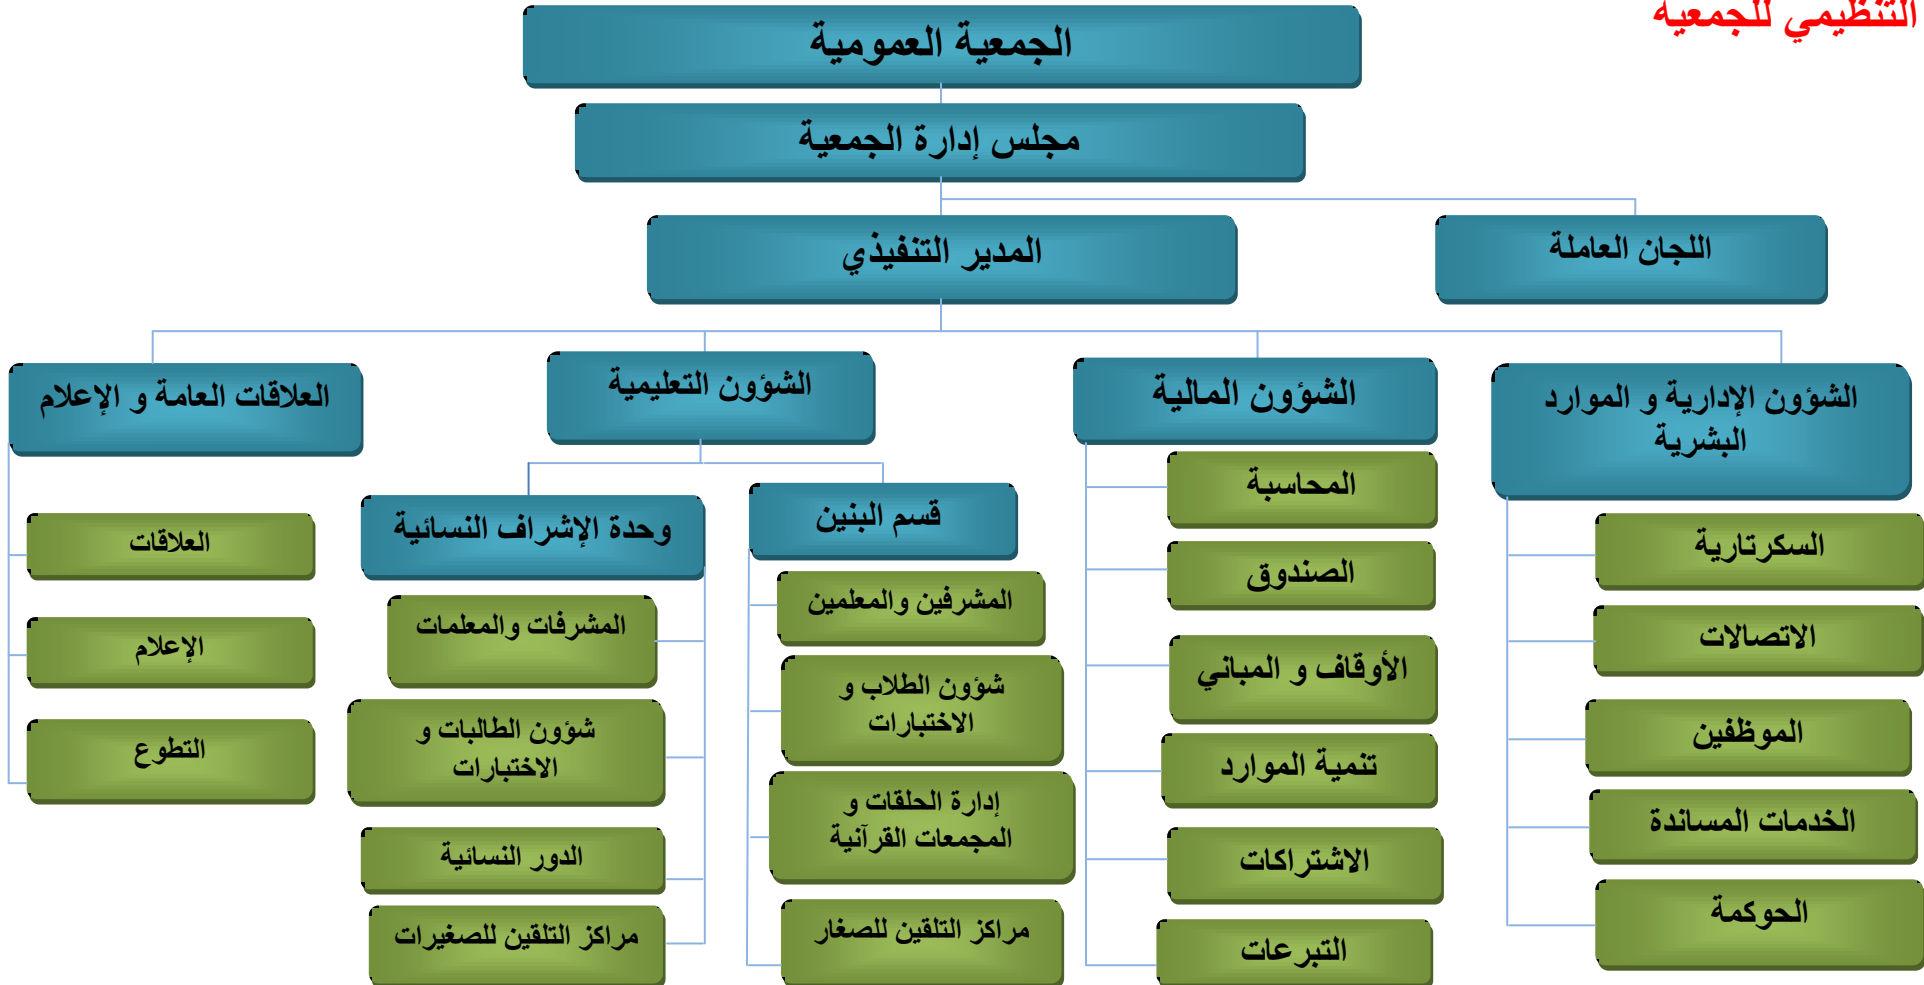 التنظيمي للجمعيه
الجمعية العمومية
مجلس إدارة الجمعية
المدير التنفيذي
اللجان العاملة
الشؤون الإدارية و الموارد
البشرية
السكرتارية
الاتصالات
الموظفين
الخدمات المساندة
الحوكمة
الشؤون المالية
المحاسبة
الصندوق
الأوقاف و المباني
تنمية الموارد
الاشتراكات
التبرعات
الشؤون التعليمية
قسم البنين
المشرفين والمعلمين
شؤون الطلاب و
الاختبارات
إدارة الحلقات و
المجمعات القرآنية
مراكز التلقين للصغار
وحدة الإشراف النسائية
المشرفات والمعلمات
شؤون الطالبات و
الاختبارات
الدور النسائية
مراكز التلقين للصغيرات
العلاقات العامة و الإعلام
العلاقات
الإعلام
التطوع